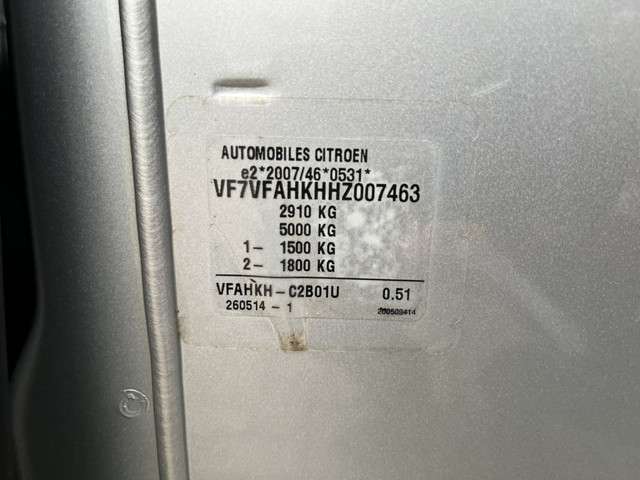 AUTOMOBILES CITROEN
e2*2007/46*0531*
VF7VFAHKHHZ007463
2910 KG
5000 KG
1- 1500 KG
2- 1800 KG
VFAHKH-C2B01U 0.51
260514 - 1 200509414